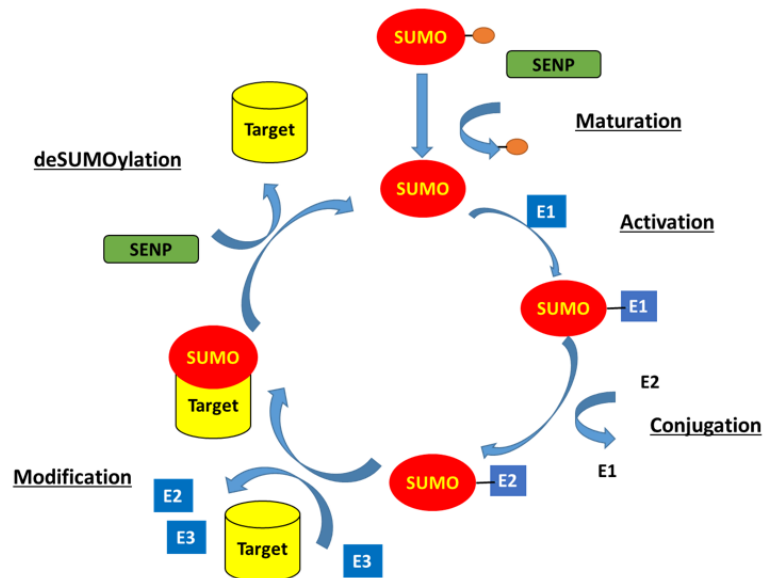 SUMO
SENP
Maturation
Target
deSUMOylation
SUMO
E1
Activation
SENP
SUMO
E1
SUMO
Target
E2
Conjugation
E1
Modification
SUMO
E2
E2
E3
Target
E3